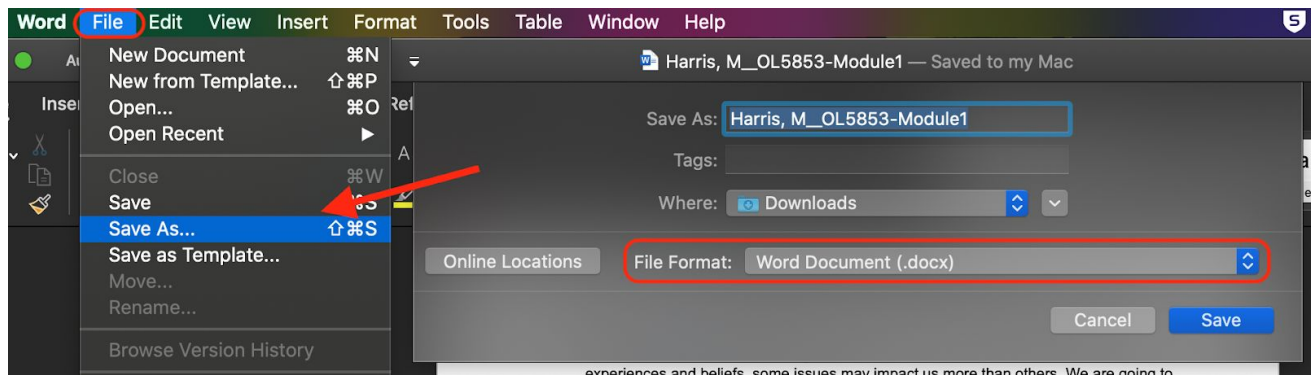 Word File Edit View Insert Format Tools Table Window Help
Harris, M__OL5853-Module1 — Saved to my Mac
New Document ⌘N
New from Template... ⇧⌘P
Open... ⌘O
Open Recent ▶
Close ⌘W
Save ⌘S
Save As... ⇧⌘S
Save as Template...
Move...
Rename...
Browse Version History
Save As: Harris, M__OL5853-Module1
Tags:
Where: Downloads
Online Locations File Format: Word Document (.docx)
Cancel Save
experiences and beliefs, some issues may impact us more than others. We are going to